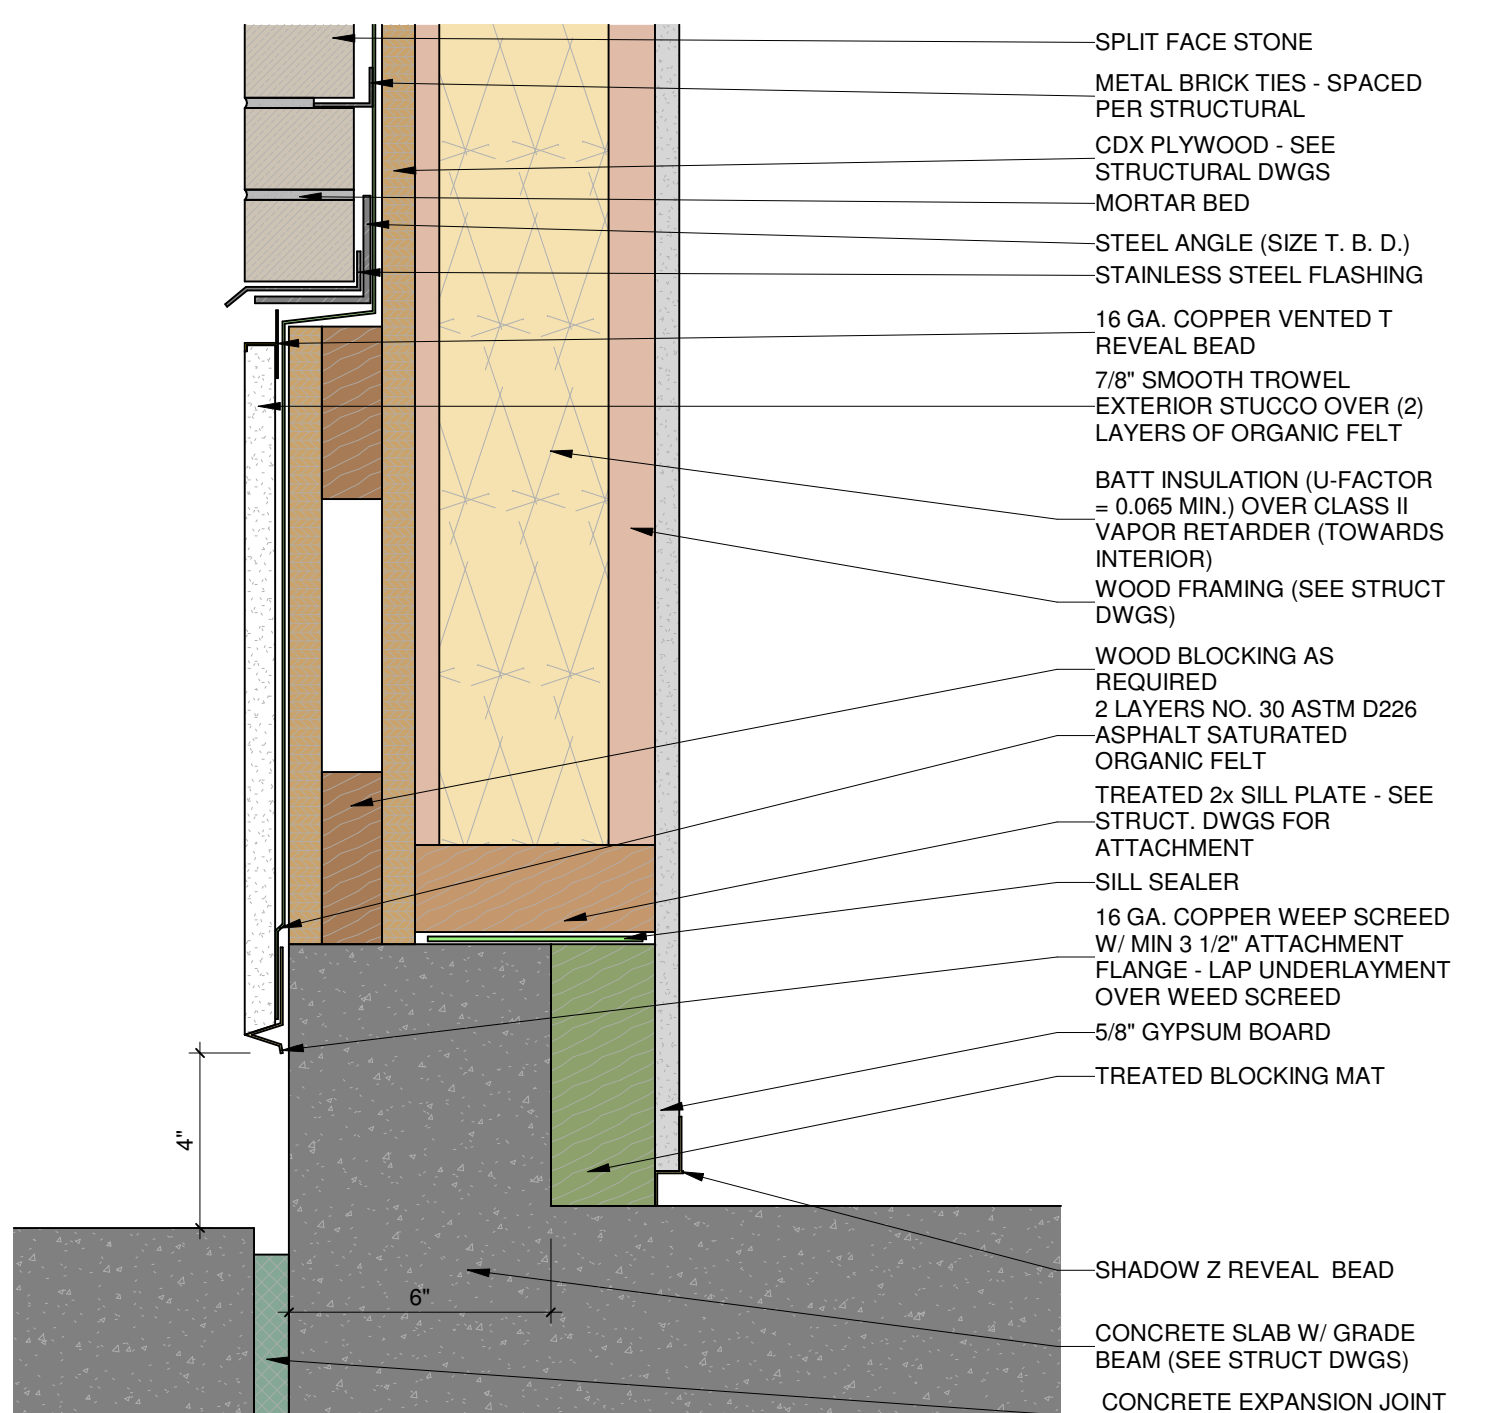 SPLIT FACE STONE
METAL BRICK TIES - SPACED
PER STRUCTURAL
CDX PLYWOOD - SEE
STRUCTURAL DWGS
MORTAR BED
STEEL ANGLE (SIZE T. B. D.)
STAINLESS STEEL FLASHING
16 GA. COPPER VENTED T
REVEAL BEAD
7/8" SMOOTH TROWEL
EXTERIOR STUCCO OVER (2)
LAYERS OF ORGANIC FELT
BATT INSULATION (U-FACTOR
= 0.065 MIN.) OVER CLASS II
VAPOR RETARDER (TOWARDS
INTERIOR)
WOOD FRAMING (SEE STRUCT
DWGS)
WOOD BLOCKING AS
REQUIRED
2 LAYERS NO. 30 ASTM D226
ASPHALT SATURATED
ORGANIC FELT
TREATED 2x SILL PLATE - SEE
STRUCT. DWGS FOR
ATTACHMENT
SILL SEALER
16 GA. COPPER WEEP SCREED
W/ MIN 3 1/2" ATTACHMENT
FLANGE - LAP UNDERLAYMENT
OVER WEED SCREED
5/8" GYPSUM BOARD
TREATED BLOCKING MAT
4"
SHADOW Z REVEAL  BEAD
6"
CONCRETE SLAB W/ GRADE
BEAM (SEE STRUCT DWGS)
CONCRETE EXPANSION JOINT